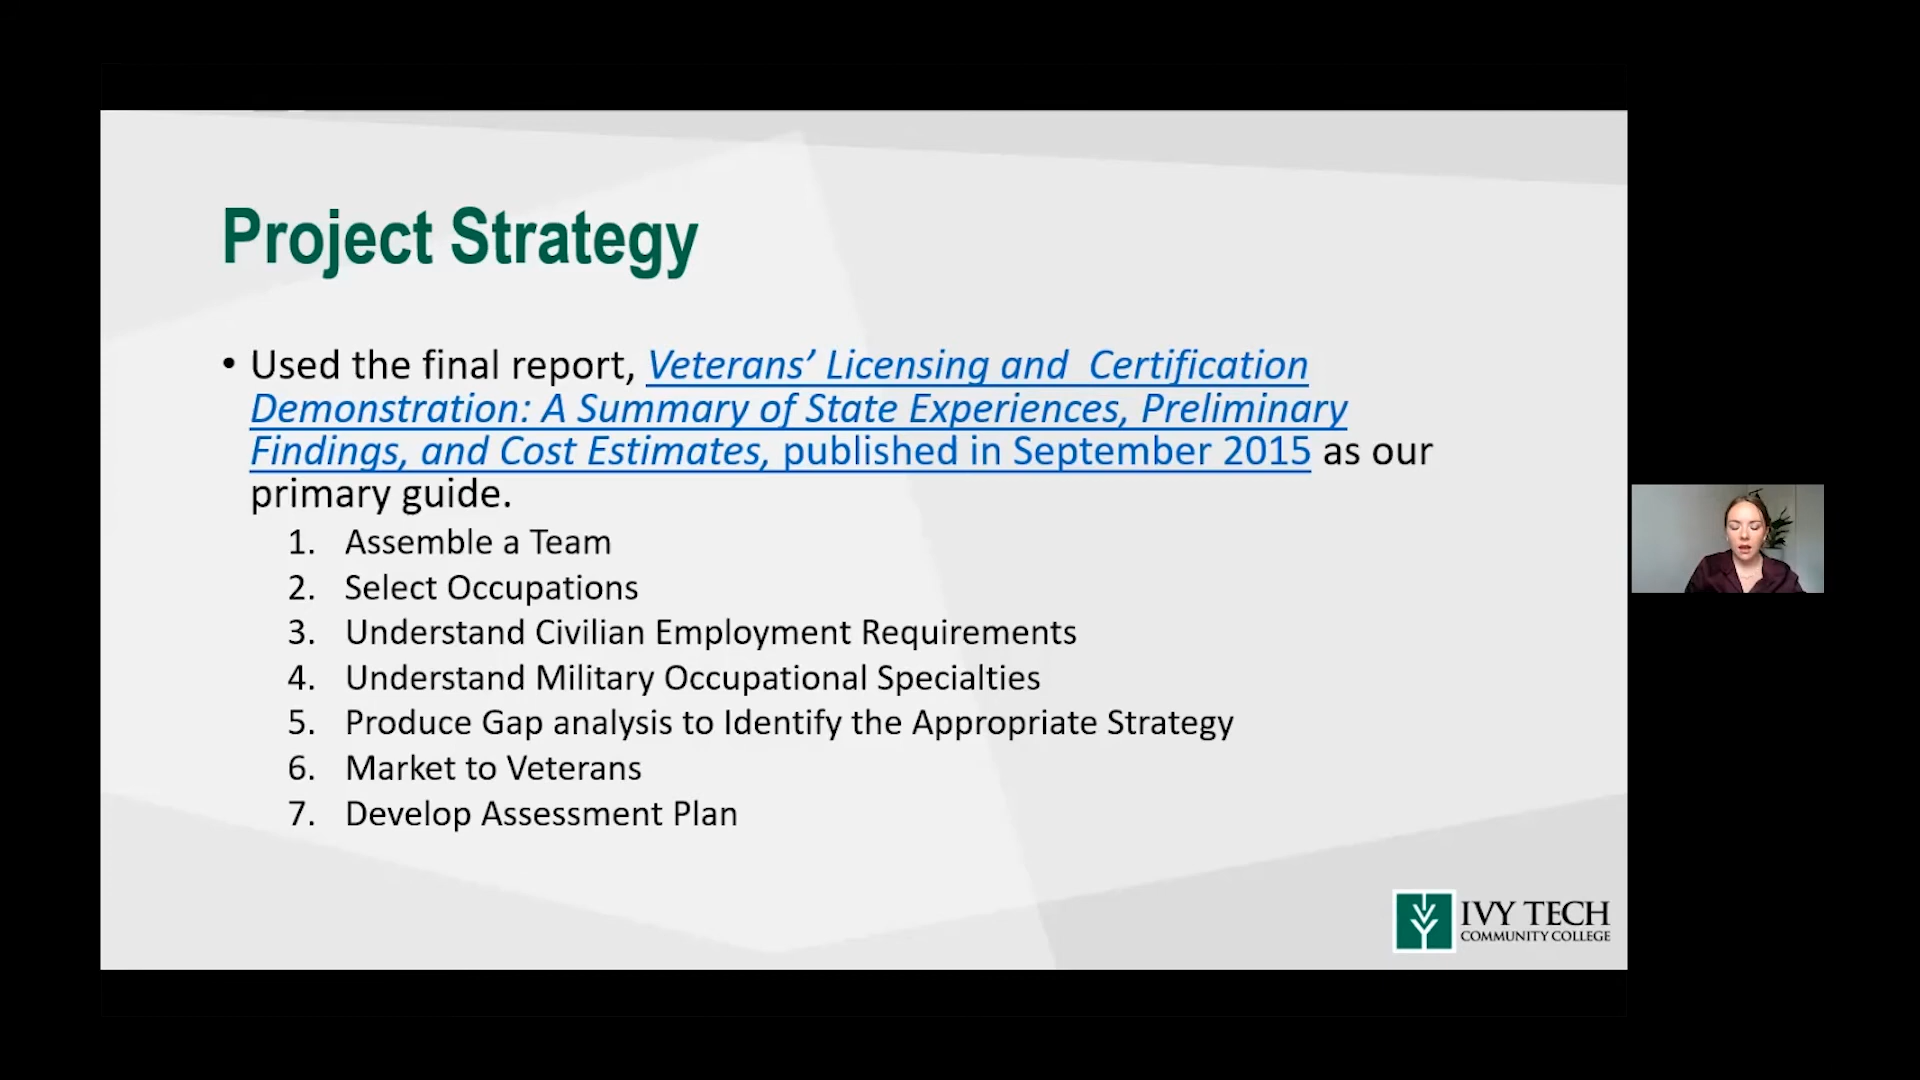 Project Strategy
• Used the final report, Veterans’ Licensing and Certification
Demonstration: A Summary of State Experiences, Preliminary
Findings, and Cost Estimates, published in September 2015 as our
primary guide.
1. Assemble a Team
2. Select Occupations
3. Understand Civilian Employment Requirements
4. Understand Military Occupational Specialties
5. Produce Gap analysis to Identify the Appropriate Strategy
6. Market to Veterans
7. Develop Assessment Plan
IVY TECH
COMMUNITY COLLEGE